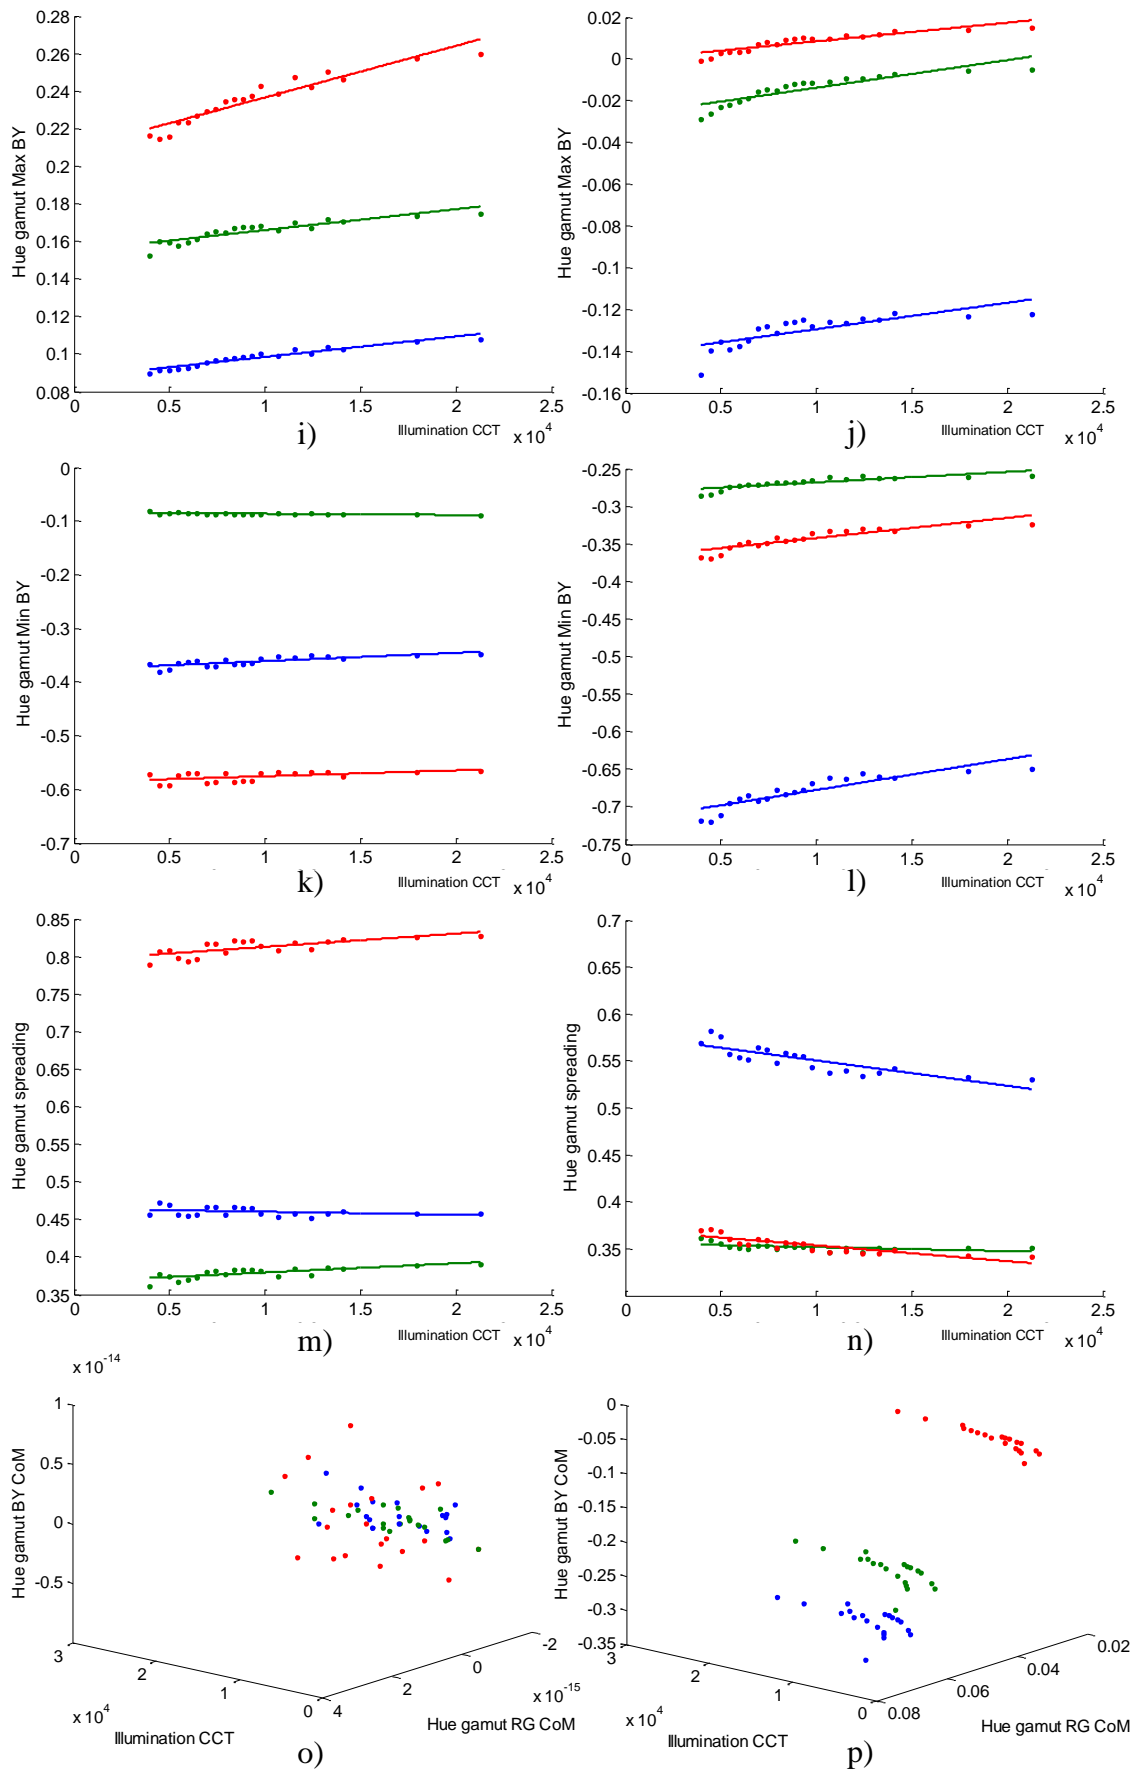 0.28
0.26
0.24
0.22
0.2
0.18
0.16
0.14
0.12
0.1
0.08
Hue gamut Max BY
0 0.5 1 1.5 2 2.5
Illumination CCT x 10^4
i)
0.02
0
-0.02
-0.04
-0.06
-0.08
-0.1
-0.12
-0.14
-0.16
Hue gamut Max BY
0 0.5 1 1.5 2 2.5
Illumination CCT x 10^4
j)
0
-0.1
-0.2
-0.3
-0.4
-0.5
-0.6
-0.7
Hue gamut Min BY
0 0.5 1 1.5 2 2.5
Illumination CCT x 10^4
k)
-0.25
-0.3
-0.35
-0.4
-0.45
-0.5
-0.55
-0.6
-0.65
-0.7
-0.75
Hue gamut Min BY
0 0.5 1 1.5 2 2.5
Illumination CCT x 10^4
l)
0.85
0.8
0.75
0.7
0.65
0.6
0.55
0.5
0.45
0.4
0.35
Hue gamut spreading
0 0.5 1 1.5 2 2.5
Illumination CCT x 10^4
m)
0.7
0.65
0.6
0.55
0.5
0.45
0.4
0.35
Hue gamut spreading
0 0.5 1 1.5 2 2.5
Illumination CCT x 10^4
n)
x 10^-14
1
0.5
0
-0.5
Hue gamut BY CoM
3 2 1 0
x 10^4
Illumination CCT
4 2 0 -2
x 10^-15
Hue gamut RG CoM
o)
0
-0.05
-0.1
-0.15
-0.2
-0.25
-0.3
-0.35
Hue gamut BY CoM
3 2 1 0
x 10^4
Illumination CCT
0.08 0.06 0.04 0.02
Hue gamut RG CoM
p)